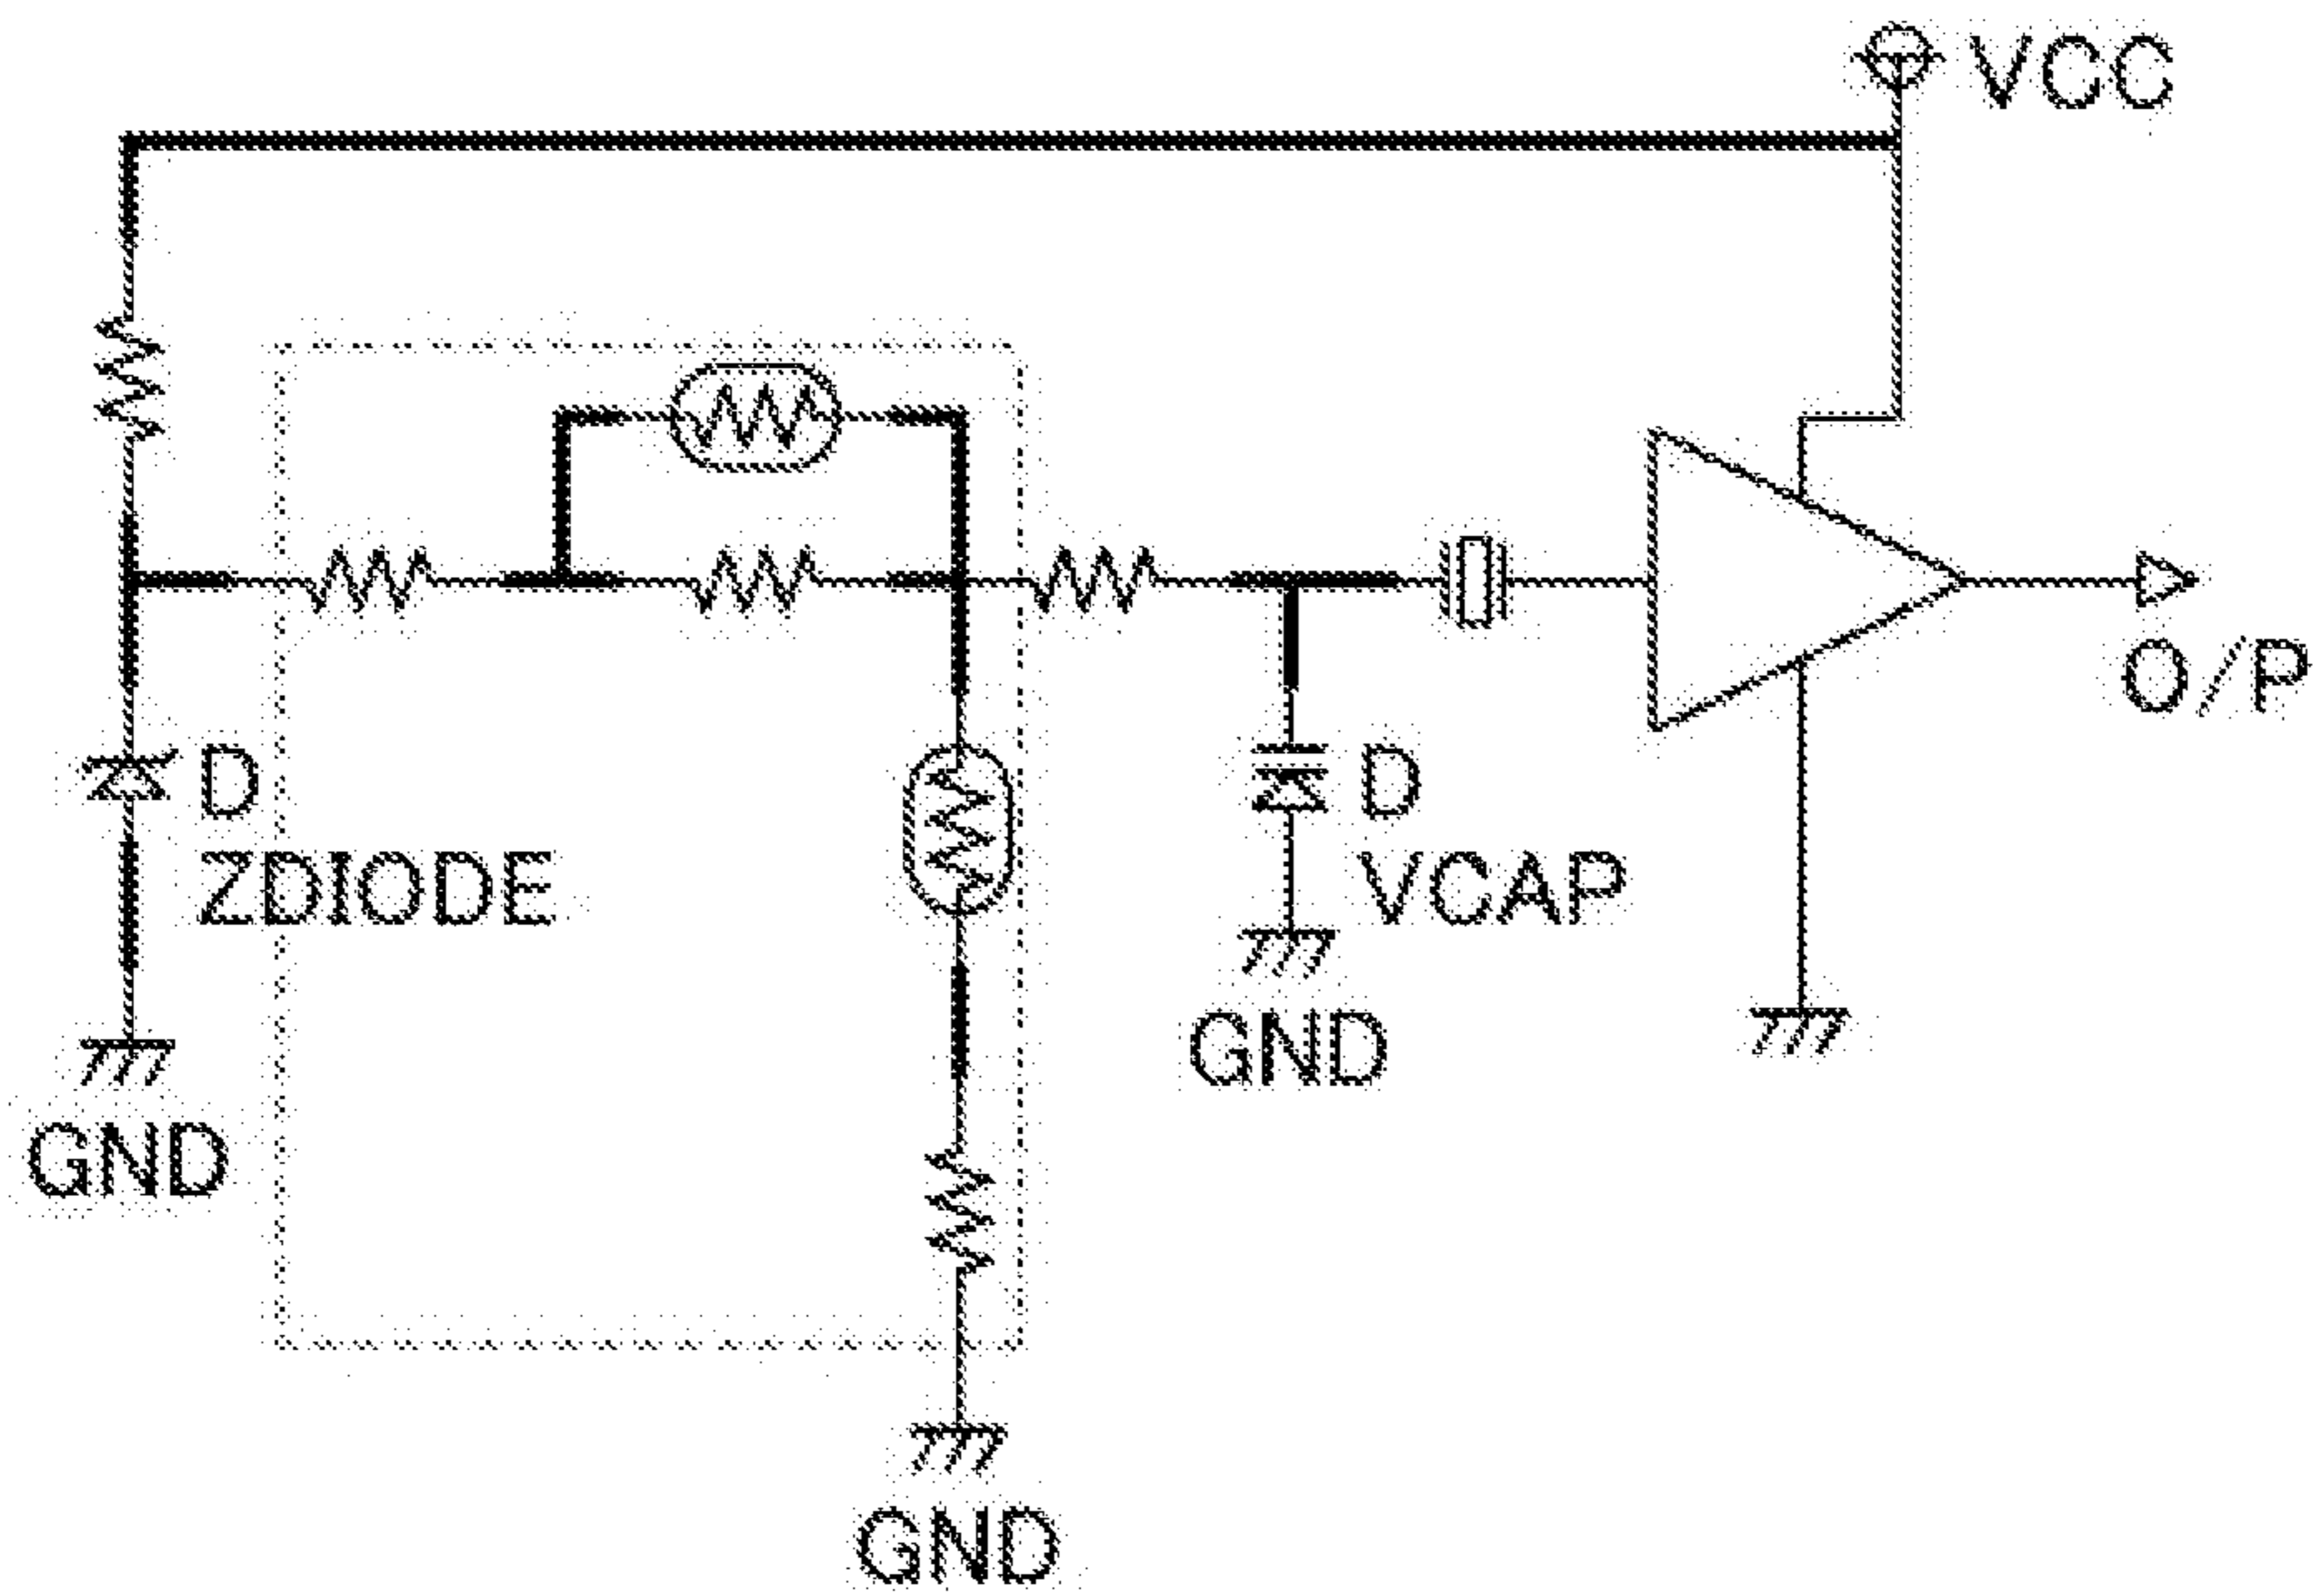 VCC
O/P
D
ZDIODE
D
VCAP
GND
GND
GND